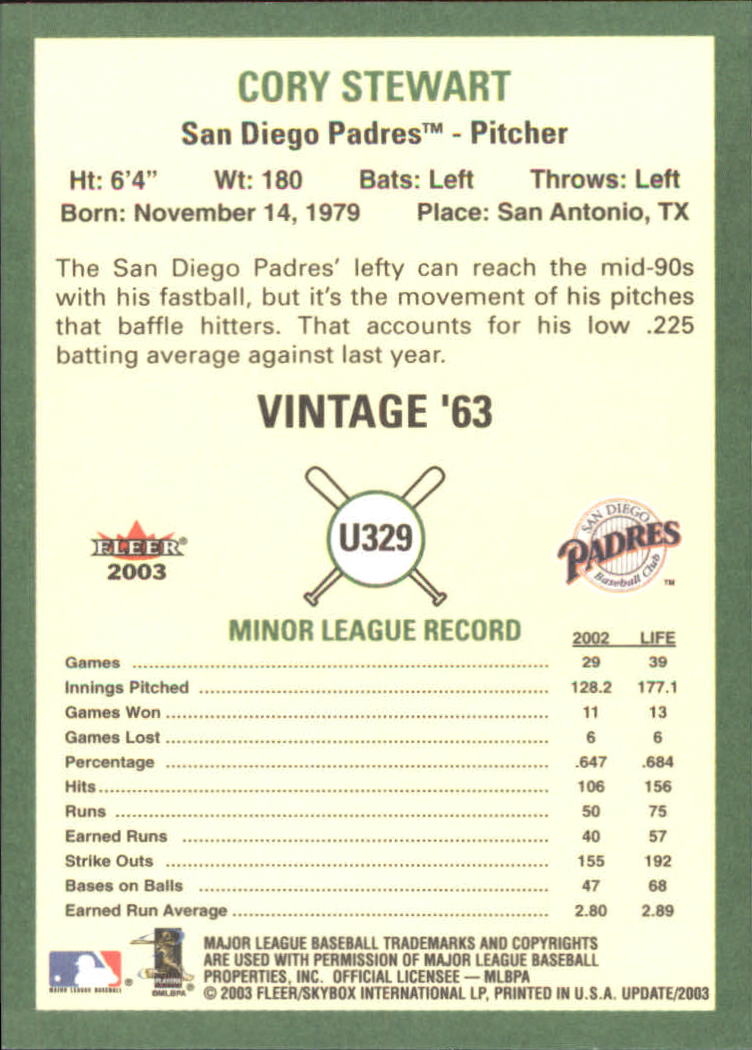 CORY STEWART
San Diego Padres™ - Pitcher
Ht: 6'4” Wt: 180 Bats: Left Throws: Left
Born: November 14, 1979 Place: San Antonio, TX
The San Diego Padres' lefty can reach the mid-90s
with his fastball, but it's the movement of his pitches
that baffle hitters. That accounts for his low .225
batting average against last year.
VINTAGE '63
FLEER®
2003
U329
SAN DIEGO
PADRES
Baseball Club
™
MINOR LEAGUE RECORD
2002 LIFE
Games 29 39
Innings Pitched 128.2 177.1
Games Won 11 13
Games Lost 6 6
Percentage .647 .684
Hits 106 156
Runs 50 75
Earned Runs 40 57
Strike Outs 155 192
Bases on Balls 47 68
Earned Run Average 2.80 2.89
MAJOR LEAGUE BASEBALL ®
PLAYERS
©MLBPA ®
MAJOR LEAGUE BASEBALL TRADEMARKS AND COPYRIGHTS
ARE USED WITH PERMISSION OF MAJOR LEAGUE BASEBALL
PROPERTIES, INC. OFFICIAL LICENSEE — MLBPA
© 2003 FLEER/SKYBOX INTERNATIONAL LP, PRINTED IN U.S.A. UPDATE/2003